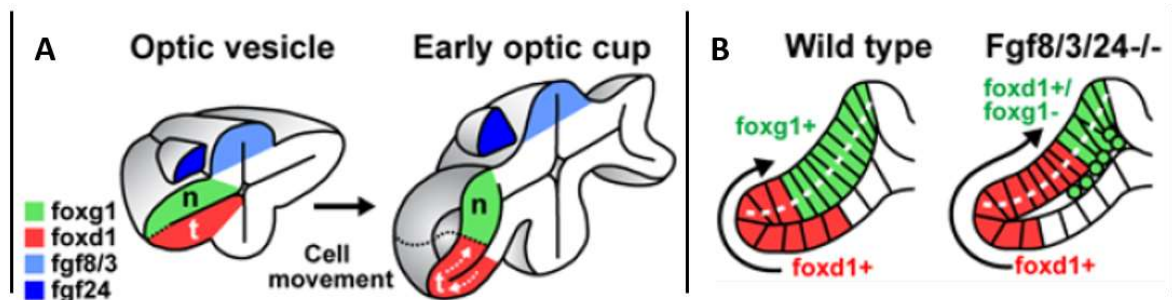 A
Optic vesicle
Early optic cup
n
t
n
t
foxg1
foxd1
fgf8/3
fgf24
Cell
movement
B
Wild type
Fgf8/3/24-/-
foxg1+
foxd1+
foxd1+/
foxg1-
foxd1+